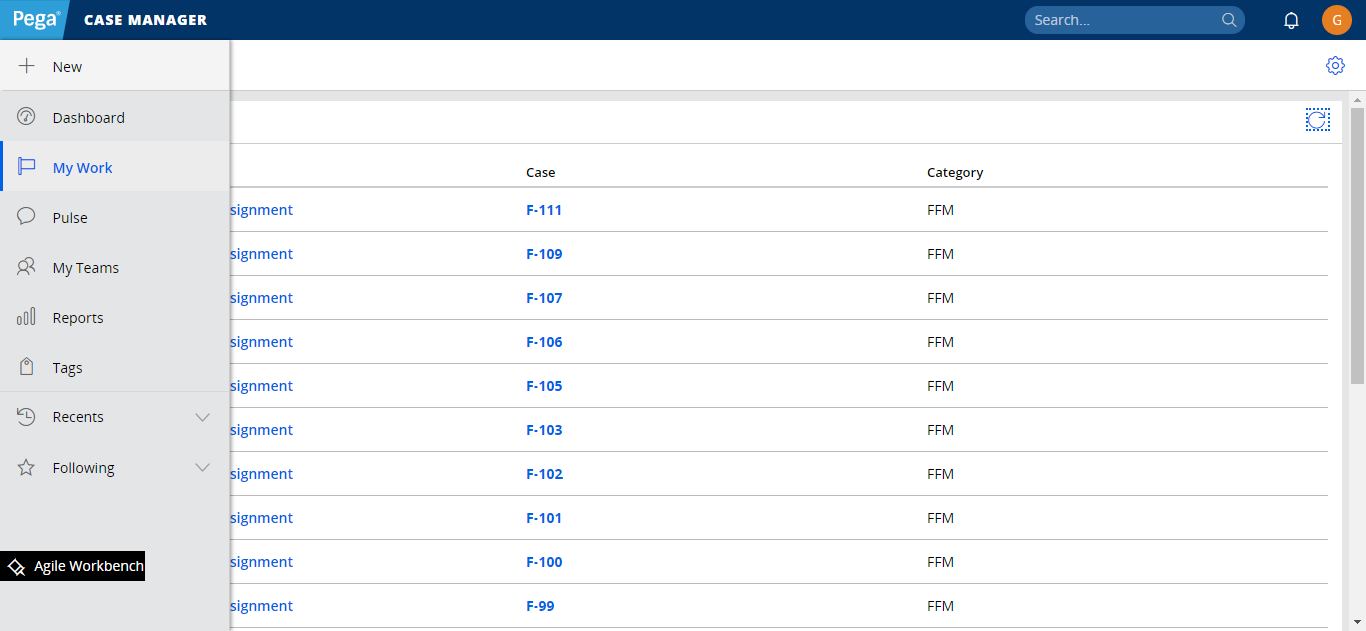 Pega® CASE MANAGER Search... G
New
Dashboard
My Work
Pulse
My Teams
Reports
Tags
Recents
Following
Agile Workbench
Case Category
signment F-111 FFM
signment F-109 FFM
signment F-107 FFM
signment F-106 FFM
signment F-105 FFM
signment F-103 FFM
signment F-102 FFM
signment F-101 FFM
signment F-100 FFM
signment F-99 FFM